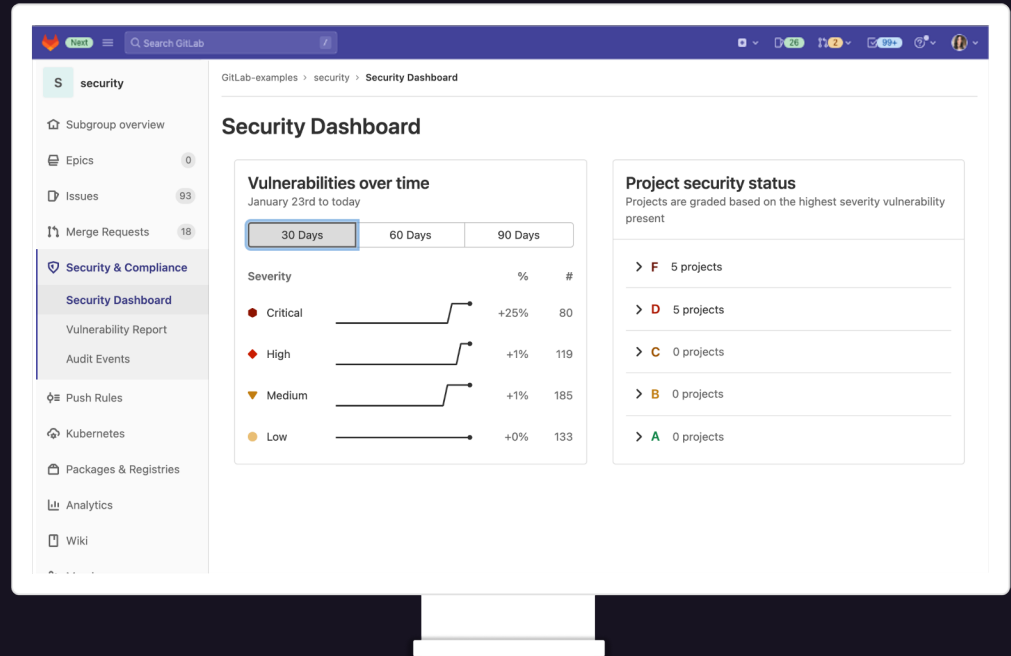 Next
Search GitLab
/
26
2
99+
S security
GitLab-examples > security > Security Dashboard
Subgroup overview
Epics 0
Issues 93
Merge Requests 18
Security & Compliance
Security Dashboard
Vulnerability Report
Audit Events
Push Rules
Kubernetes
Packages & Registries
Analytics
Wiki
Security Dashboard
Vulnerabilities over time
January 23rd to today
30 Days 60 Days 90 Days
Severity % #
Critical +25% 80
High +1% 119
Medium +1% 185
Low +0% 133
Project security status
Projects are graded based on the highest severity vulnerability
present
F 5 projects
D 5 projects
C 0 projects
B 0 projects
A 0 projects